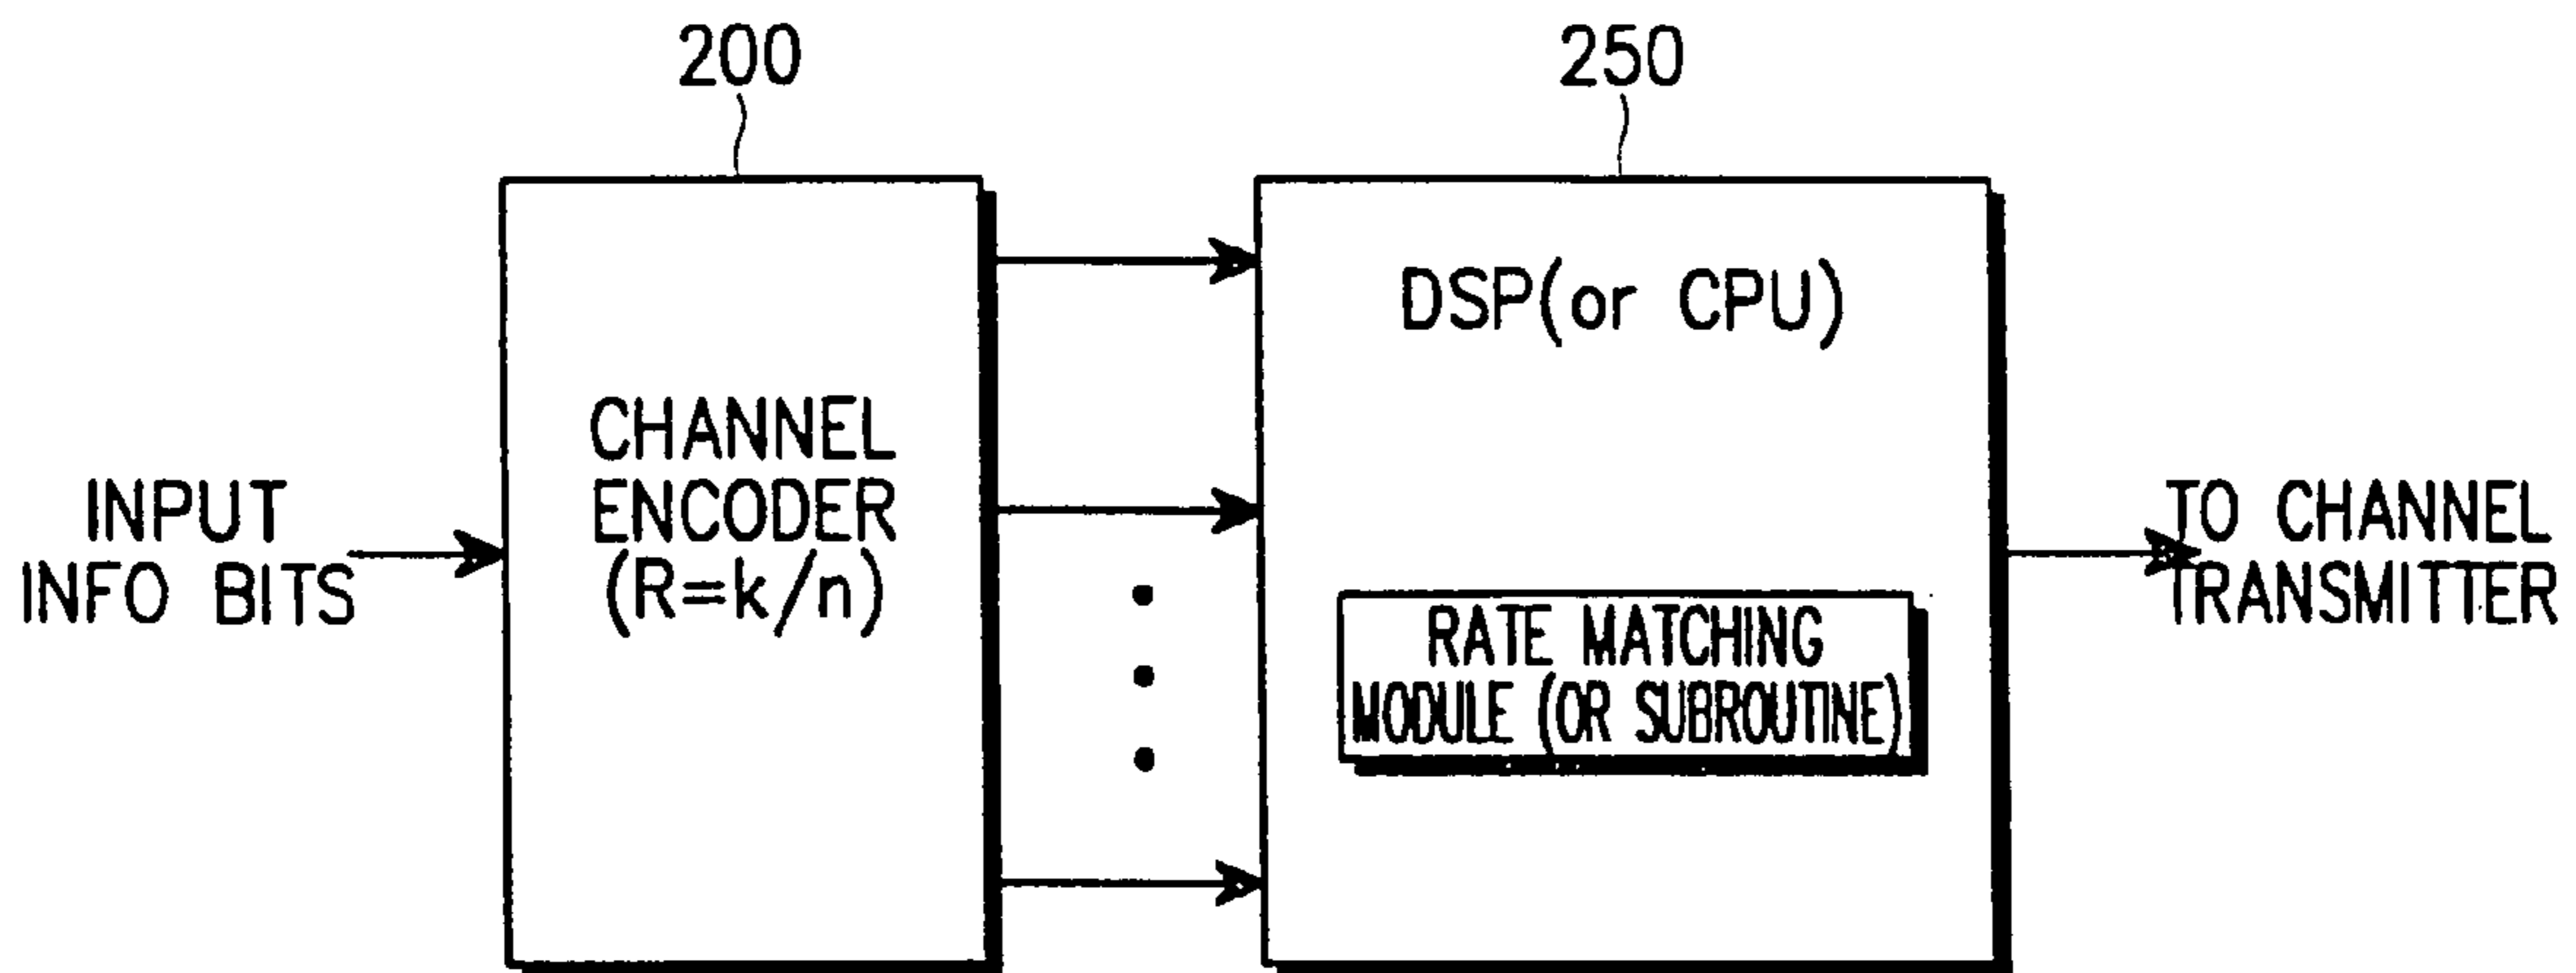 200
250
INPUT
INFO BITS
CHANNEL
ENCODER
(R=k/n)
DSP(or CPU)
RATE MATCHING
MODULE (OR SUBROUTINE)
TO CHANNEL
TRANSMITTER